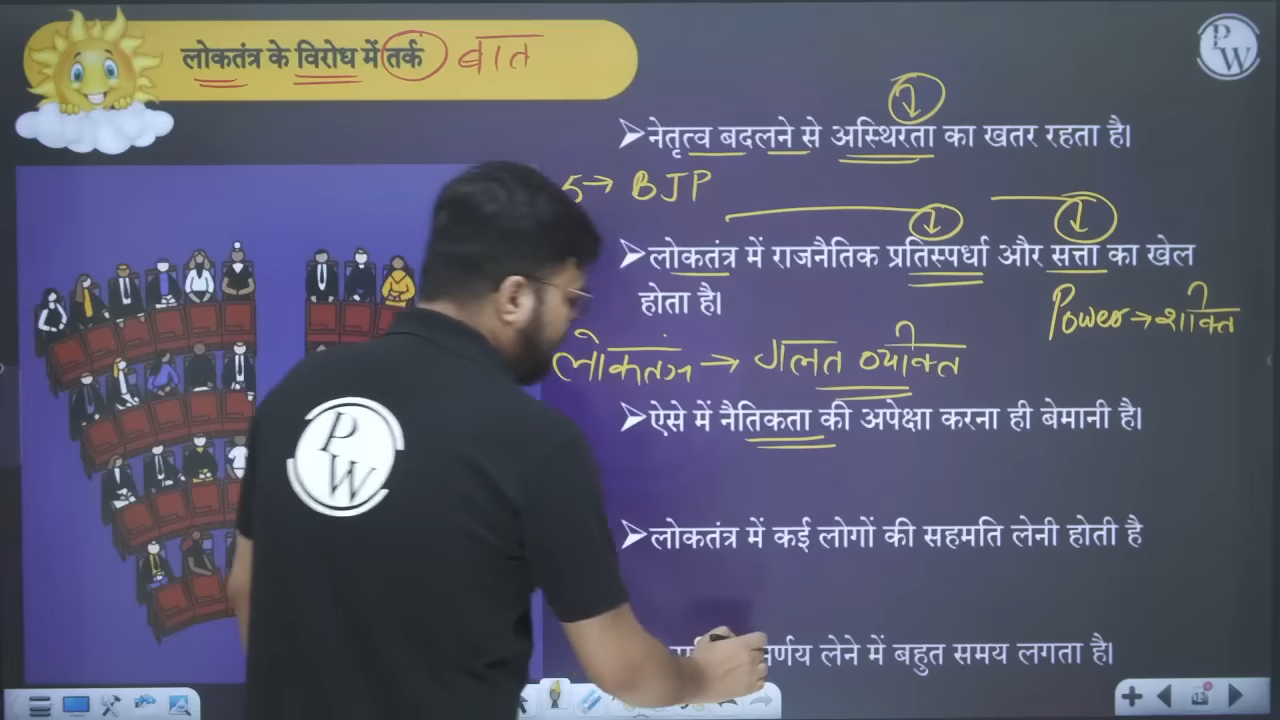 लोकतंत्र के विरोध में तर्क बात
PW
नेतृत्व बदलने से अस्थिरता का खतर रहता है।
5→ BJP
लोकतंत्र में राजनैतिक प्रतिस्पर्धा और सत्ता का खेल
होता है।
Power→शक्ति
लोकतंत्र → गलत व्यक्ति
ऐसे में नैतिकता की अपेक्षा करना ही बेमानी है।
PW
लोकतंत्र में कई लोगों की सहमति लेनी होती है
लेने में बहुत समय लगता है।